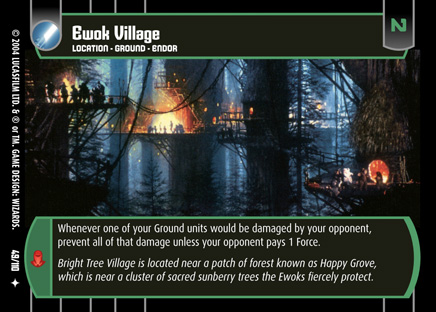 Ewok Village
LOCATION • GROUND • ENDOR
N
Whenever one of your Ground units would be damaged by your opponent,
prevent all of that damage unless your opponent pays 1 Force.
Bright Tree Village is located near a patch of forest known as Happy Grove,
which is near a cluster of sacred sunberry trees the Ewoks fiercely protect.
© 2004 LUCASFILM LTD. & ® or TM. GAME DESIGN: WIZARDS.
49/110